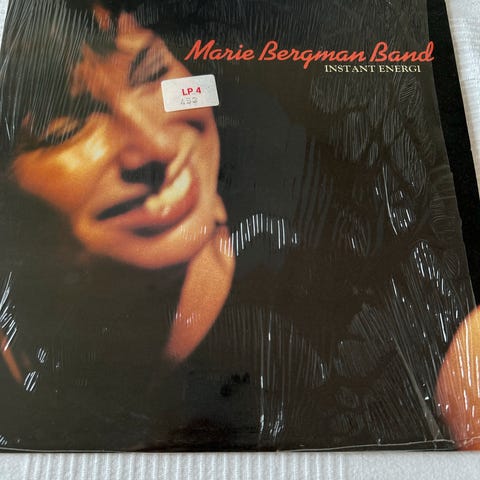 Marie Bergman Band
INSTANT ENERGI
LP 4